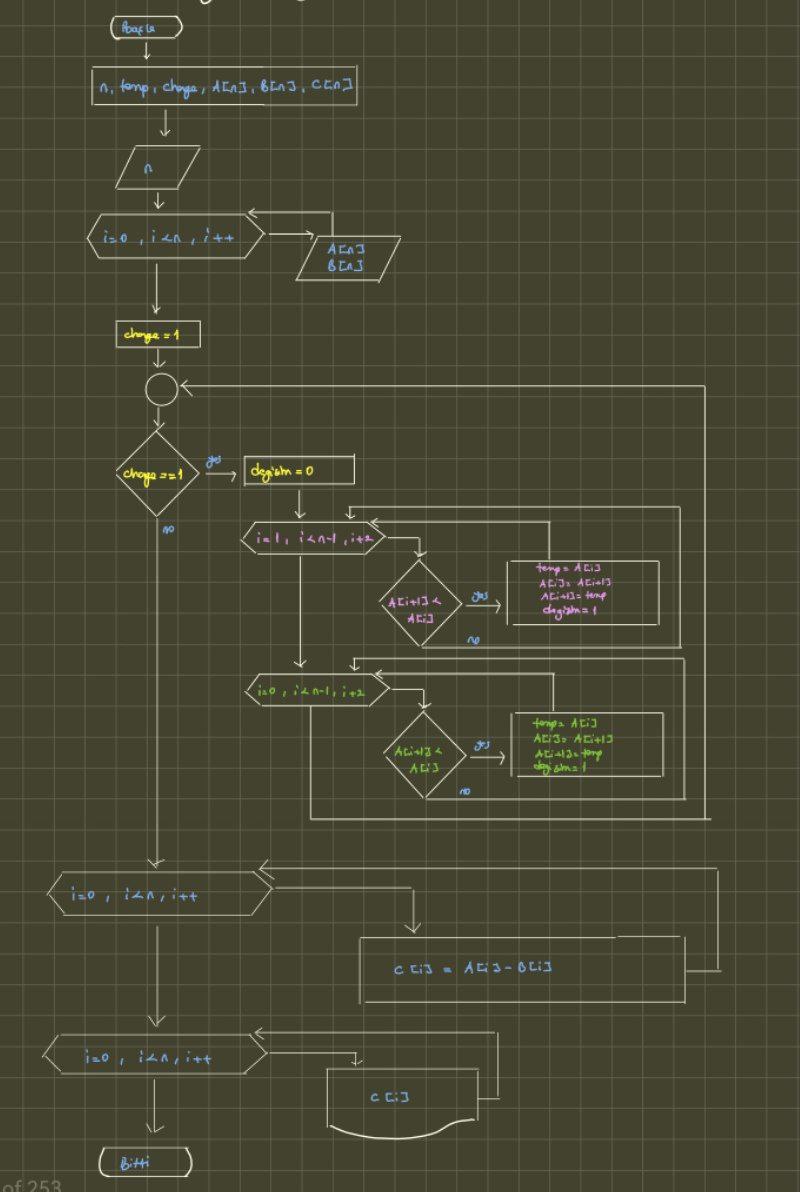 Başla
n, temp, change, A[n], B[n], C[n]
n
i=0 , i<n , i++
A[n]
B[n]
change = 1
change == 1
yes
degisim = 0
no
i=1, i<n-1, i+2
A[i+1] <
A[i]
yes
temp = A[i]
A[i] = A[i+1]
A[i+1] = temp
degisim = 1
no
i=0, i<n-1, i+2
A[i+1] <
A[i]
yes
temp = A[i]
A[i] = A[i+1]
A[i+1] = temp
degisim = 1
no
i=0 , i<n, i++
C[i] = A[i] - B[i]
i=0 , i<n, i++
C[i]
Bitti
of 253